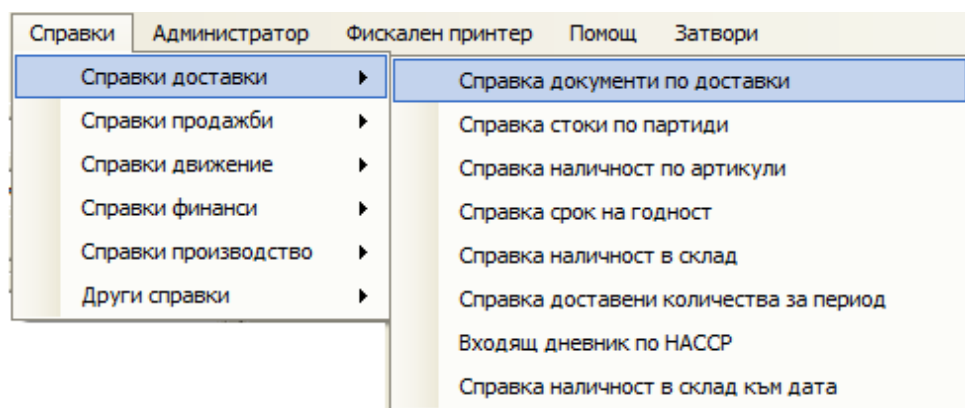 Справки Администратор Фискален принтер Помощ Затвори
Справки доставки
Справки продажби
Справки движение
Справки финанси
Справки производство
Други справки
Справка документи по доставки
Справка стоки по партиди
Справка наличност по артикули
Справка срок на годност
Справка наличност в склад
Справка доставени количества за период
Входящ дневник по НАССР
Справка наличност в склад към дата